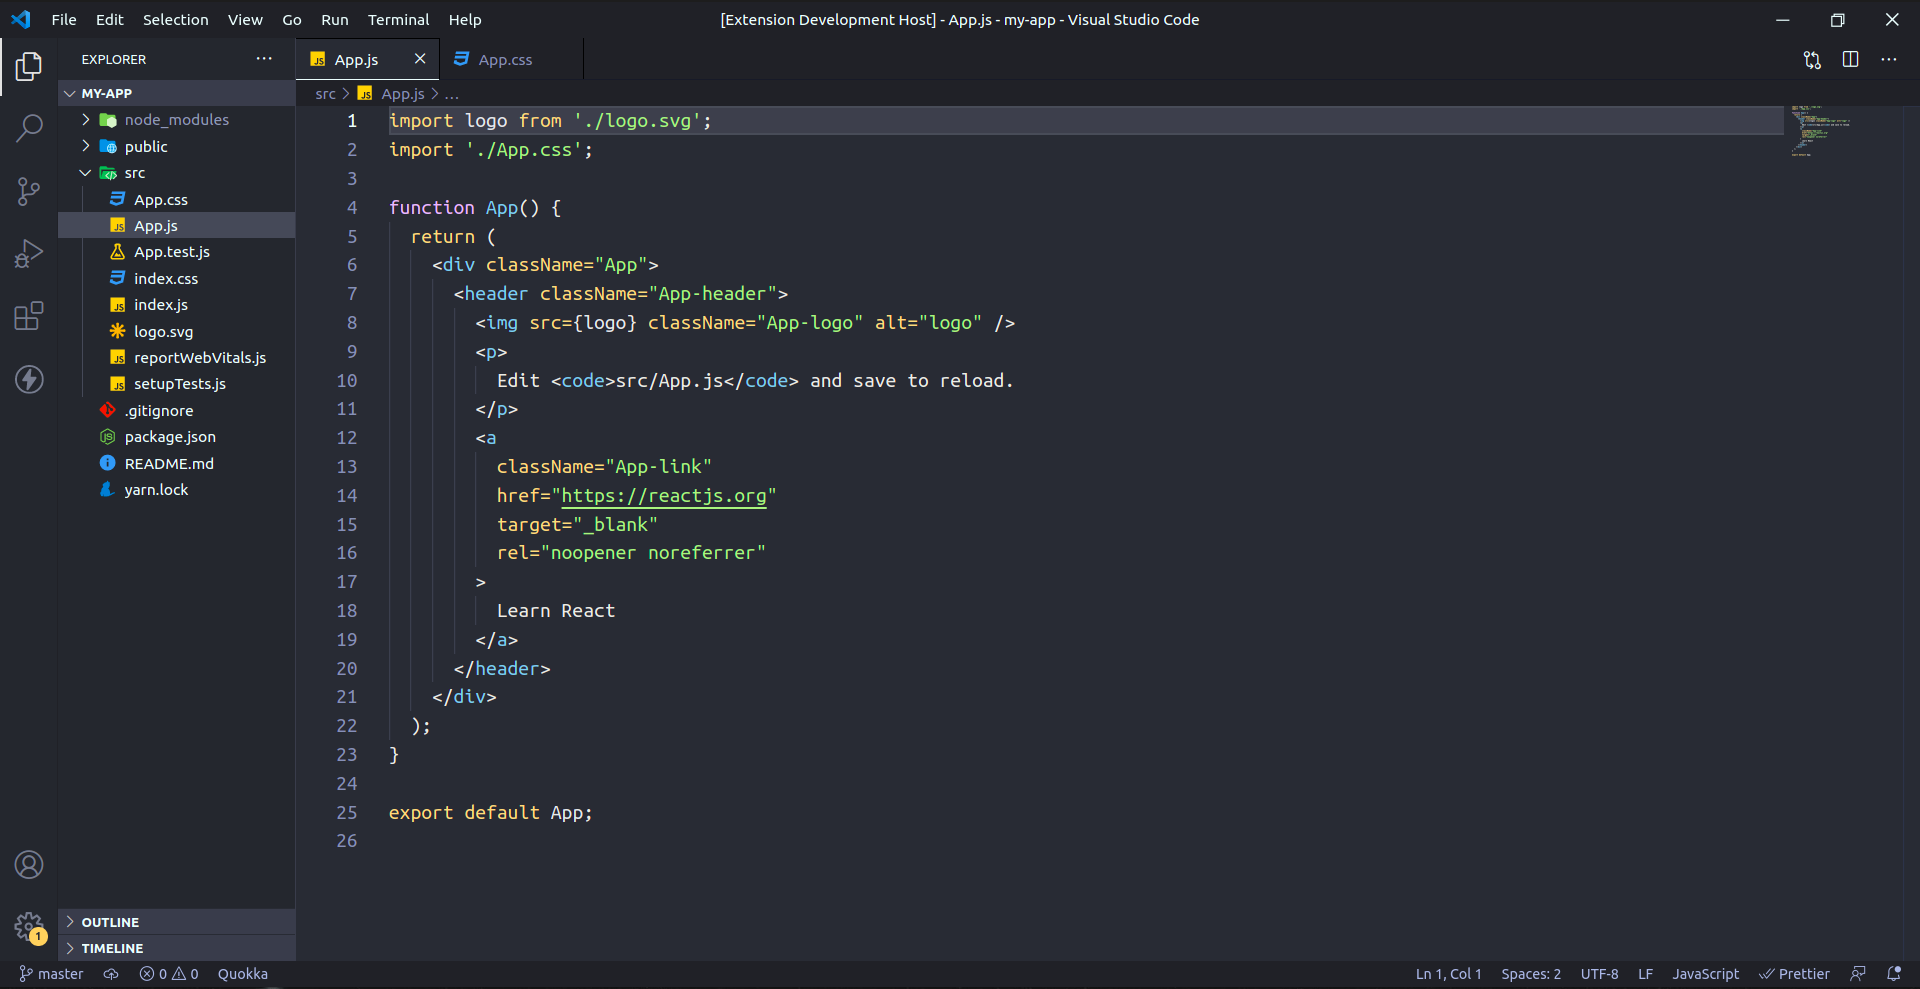 File Edit Selection View Go Run Terminal Help [Extension Development Host] - App.js - my-app - Visual Studio Code
EXPLORER
MY-APP
node_modules
public
src
App.css
App.js
App.test.js
index.css
index.js
logo.svg
reportWebVitals.js
setupTests.js
.gitignore
package.json
README.md
yarn.lock
OUTLINE
TIMELINE
App.js App.css
src App.js ...
1 import logo from './logo.svg';
2 import './App.css';
3
4 function App() {
5 return (
6 <div className="App">
7 <header className="App-header">
8 <img src={logo} className="App-logo" alt="logo" />
9 <p>
10 Edit <code>src/App.js</code> and save to reload.
11 </p>
12 <a
13 className="App-link"
14 href="https://reactjs.org"
15 target="_blank"
16 rel="noopener noreferrer"
17 >
18 Learn React
19 </a>
20 </header>
21 </div>
22 );
23 }
24
25 export default App;
26
1
master 0 0 Quokka Ln 1, Col 1 Spaces: 2 UTF-8 LF JavaScript Prettier